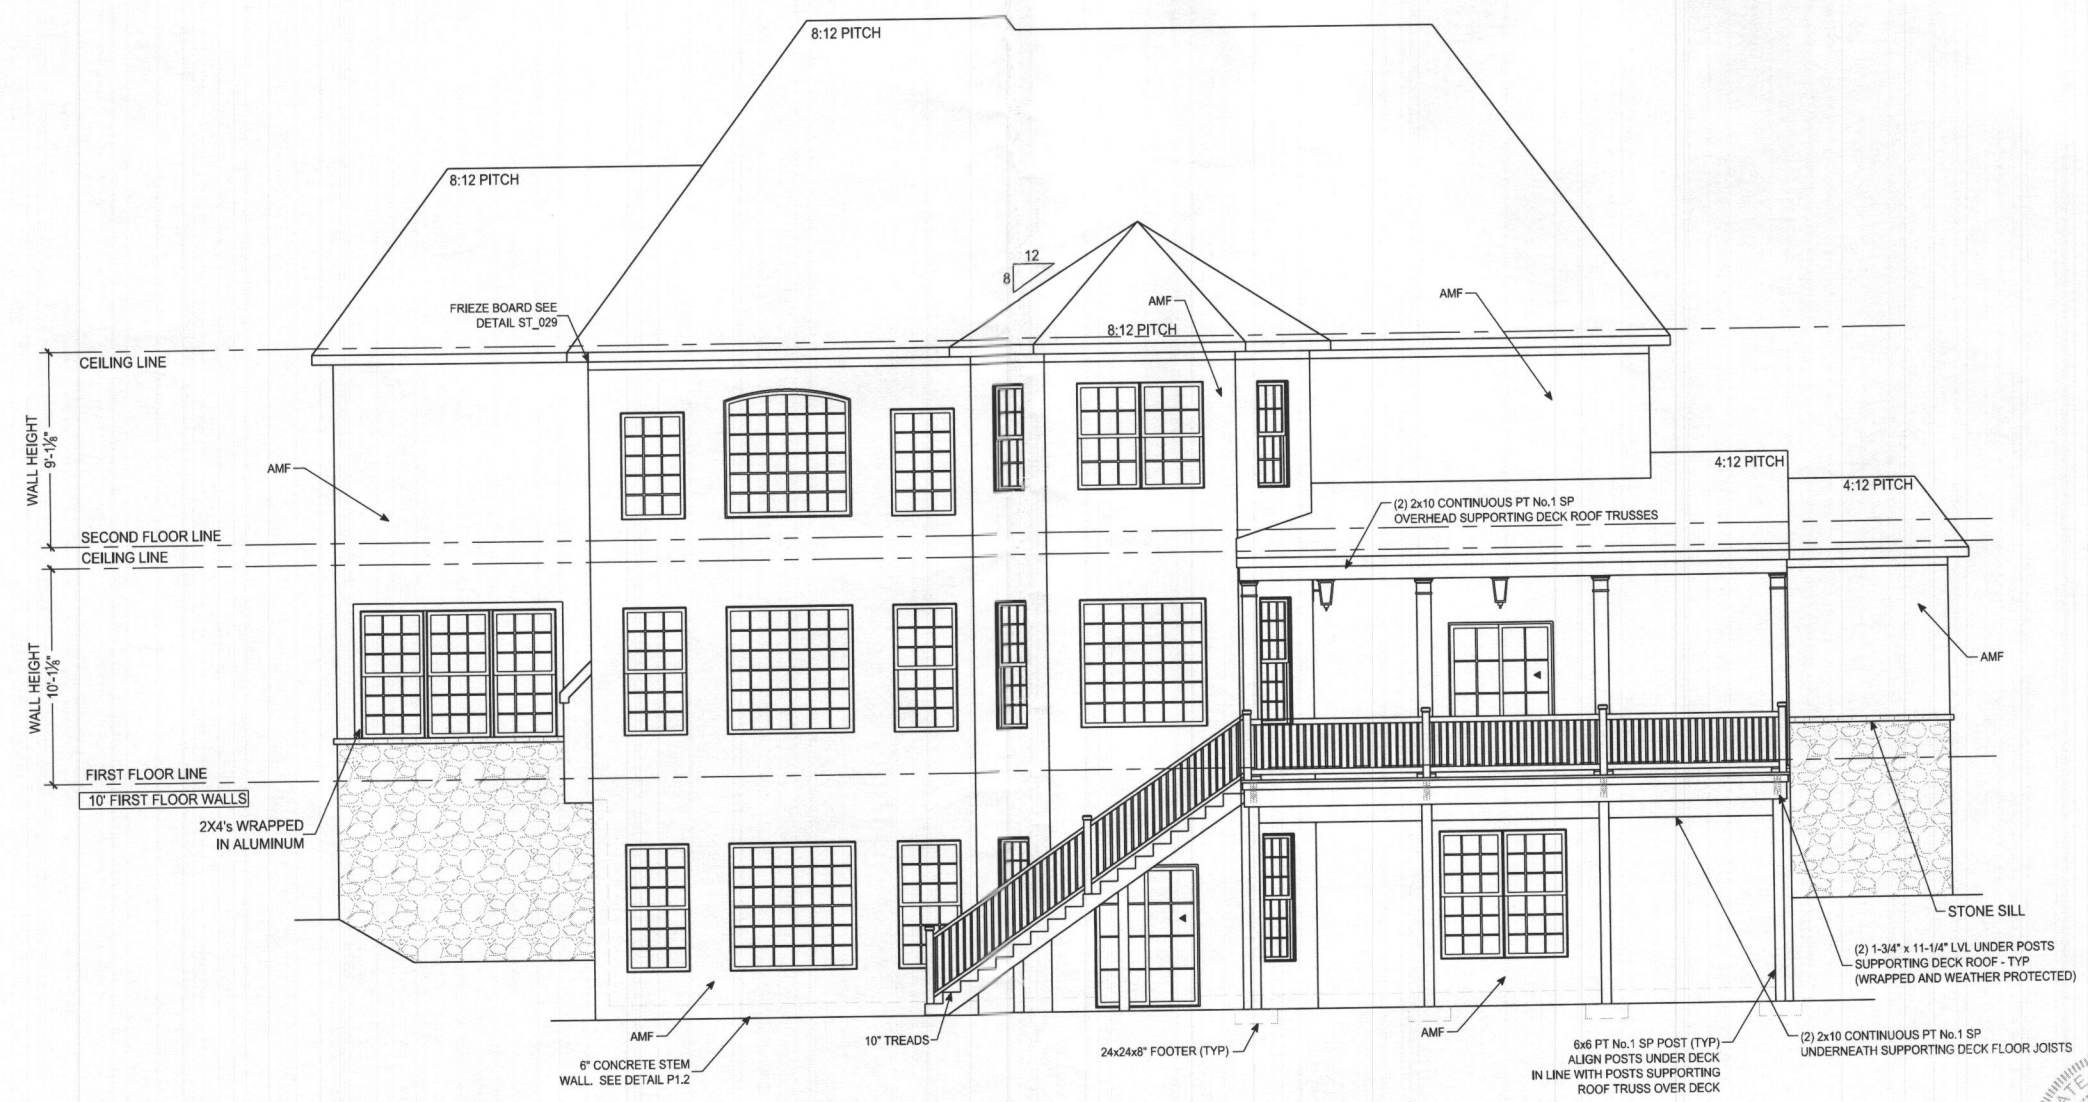 8:12 PITCH
8:12 PITCH
12
8
FRIEZE BOARD SEE
DETAIL ST_029
AMF
AMF
8:12 PITCH
CEILING LINE
WALL HEIGHT
9'-1⅛"
AMF
4:12 PITCH
4:12 PITCH
(2) 2x10 CONTINUOUS PT No.1 SP
OVERHEAD SUPPORTING DECK ROOF TRUSSES
SECOND FLOOR LINE
CEILING LINE
WALL HEIGHT
10'-1⅛"
AMF
FIRST FLOOR LINE
10' FIRST FLOOR WALLS
2X4's WRAPPED
IN ALUMINUM
STONE SILL
(2) 1-3/4" x 11-1/4" LVL UNDER POSTS
SUPPORTING DECK ROOF - TYP
(WRAPPED AND WEATHER PROTECTED)
AMF
6" CONCRETE STEM
WALL. SEE DETAIL P1.2
10" TREADS
24x24x8" FOOTER (TYP)
AMF
6x6 PT No.1 SP POST (TYP)
ALIGN POSTS UNDER DECK
IN LINE WITH POSTS SUPPORTING
ROOF TRUSS OVER DECK
(2) 2x10 CONTINUOUS PT No.1 SP
UNDERNEATH SUPPORTING DECK FLOOR JOISTS